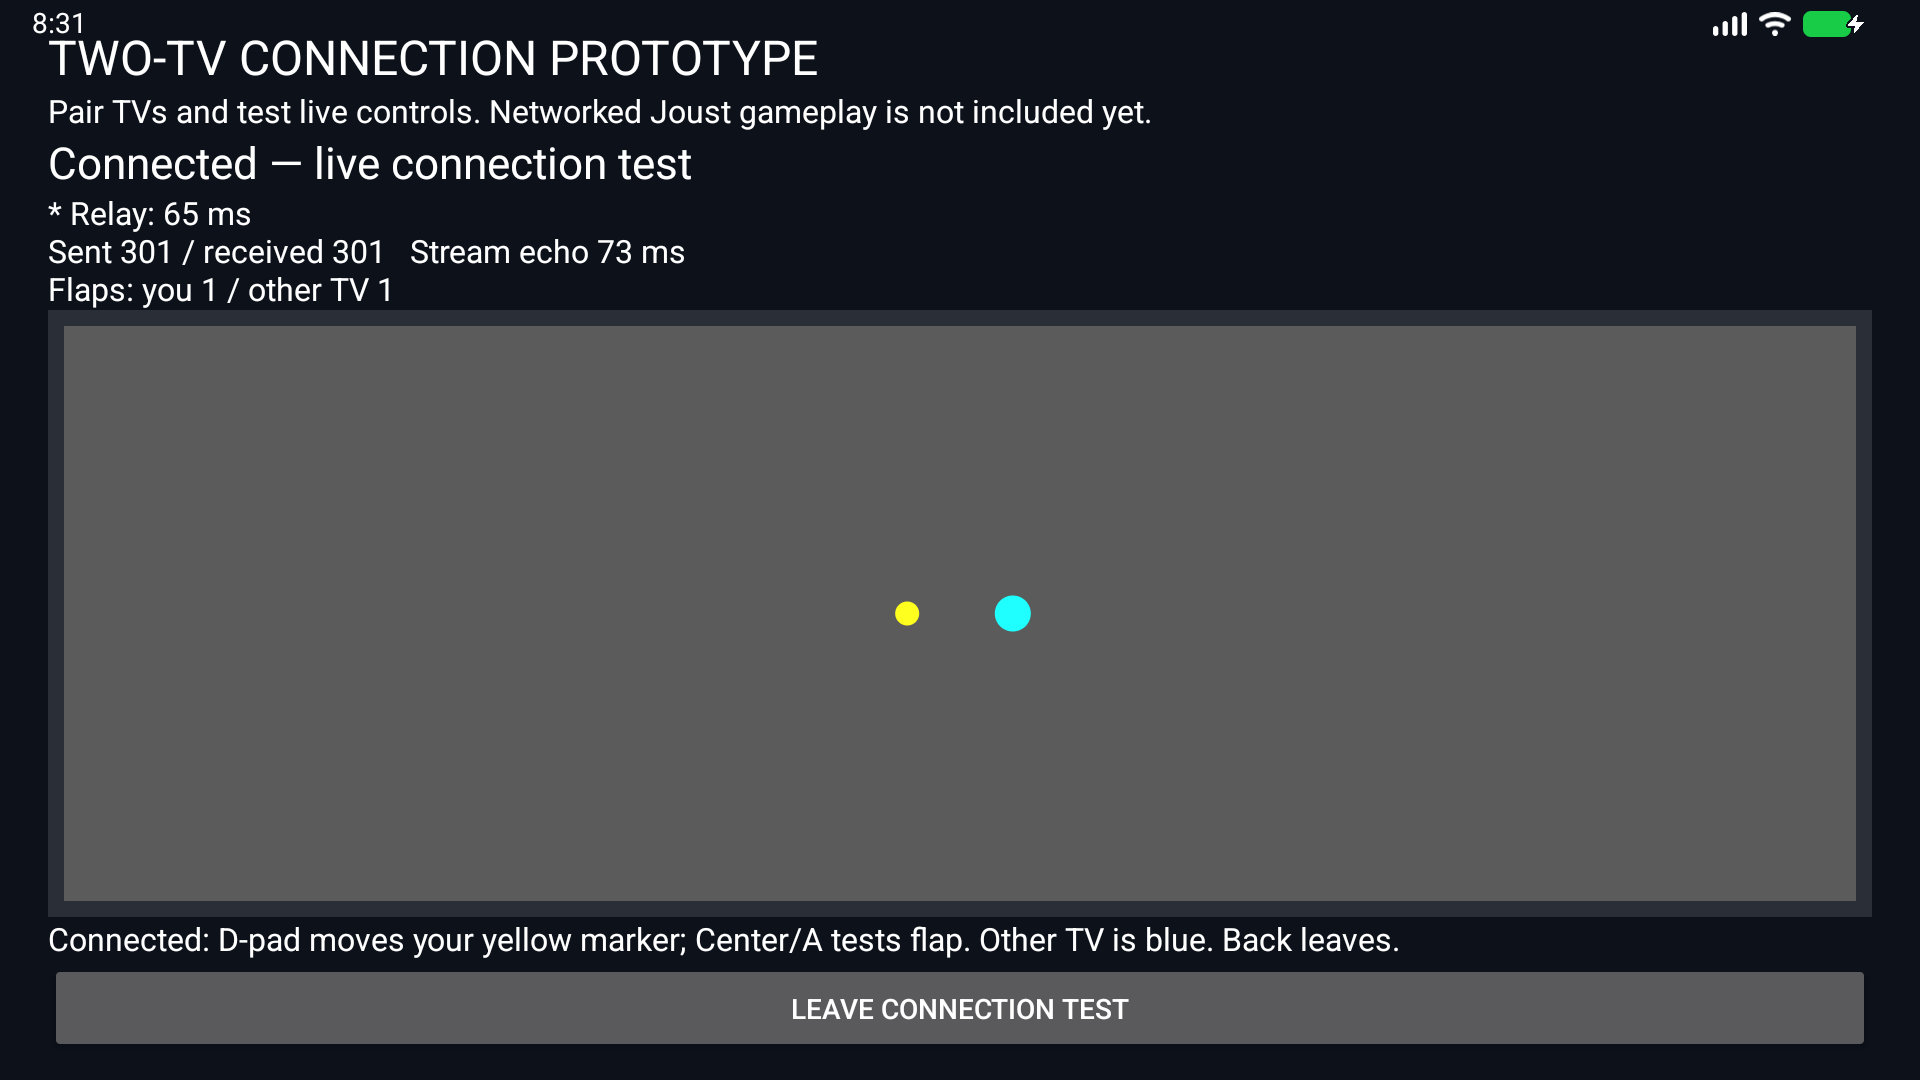 8:31
TWO-TV CONNECTION PROTOTYPE
Pair TVs and test live controls. Networked Joust gameplay is not included yet.
Connected — live connection test
* Relay: 65 ms
Sent 301 / received 301   Stream echo 73 ms
Flaps: you 1 / other TV 1
Connected: D-pad moves your yellow marker; Center/A tests flap. Other TV is blue. Back leaves.
LEAVE CONNECTION TEST